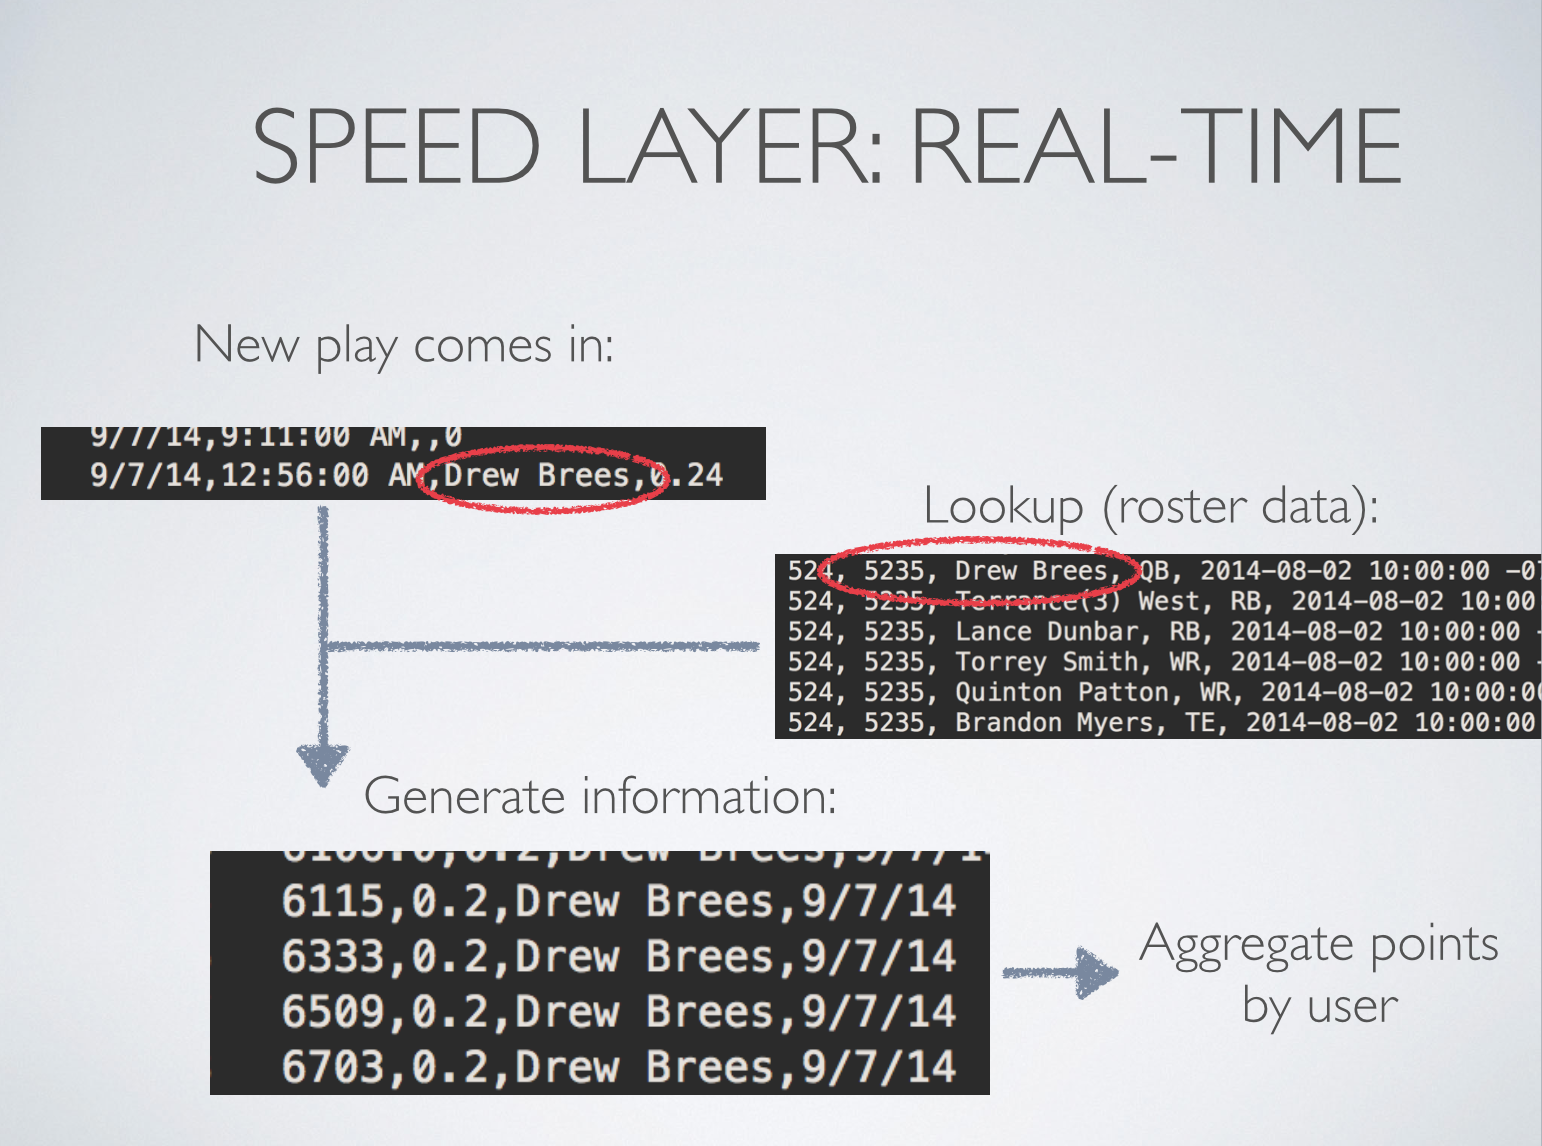 SPEED LAYER: REAL-TIME
New play comes in:
9/7/14,9:11:00 AM,,0
9/7/14,12:56:00 AM,Drew Brees,0.24
Lookup (roster data):
524, 5235, Drew Brees, QB, 2014-08-02 10:00:00 -07
524, 5235, Terrance(3) West, RB, 2014-08-02 10:00
524, 5235, Lance Dunbar, RB, 2014-08-02 10:00:00 -
524, 5235, Torrey Smith, WR, 2014-08-02 10:00:00 -
524, 5235, Quinton Patton, WR, 2014-08-02 10:00:00
524, 5235, Brandon Myers, TE, 2014-08-02 10:00:00
Generate information:
Drew Brees,9/7/1
6115,0.2,Drew Brees,9/7/14
6333,0.2,Drew Brees,9/7/14
6509,0.2,Drew Brees,9/7/14
6703,0.2,Drew Brees,9/7/14
Aggregate points
by user